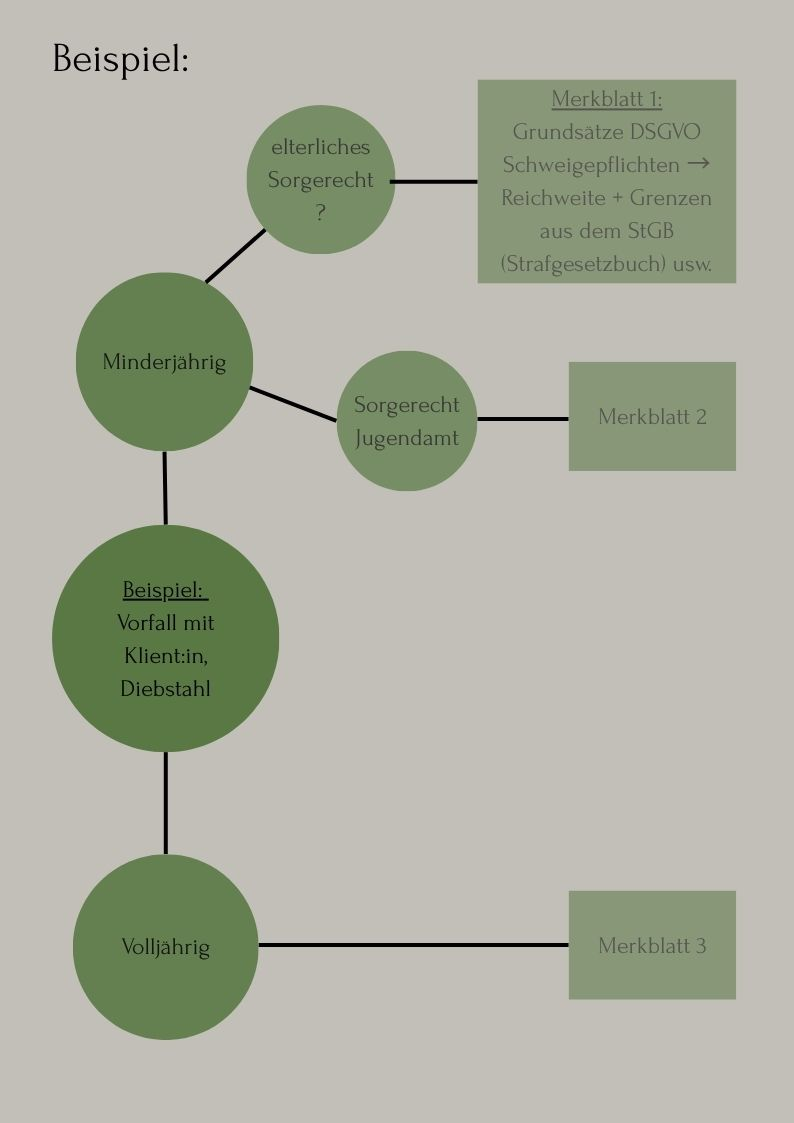 Beispiel:
elterliches
Sorgerecht
?
Merkblatt 1:
Grundsätze DSGVO
Schweigepflichten →
Reichweite + Grenzen
aus dem StGB
(Strafgesetzbuch) usw.
Minderjährig
Sorgerecht
Jugendamt
Merkblatt 2
Beispiel:
Vorfall mit
Klient:in,
Diebstahl
Volljährig
Merkblatt 3